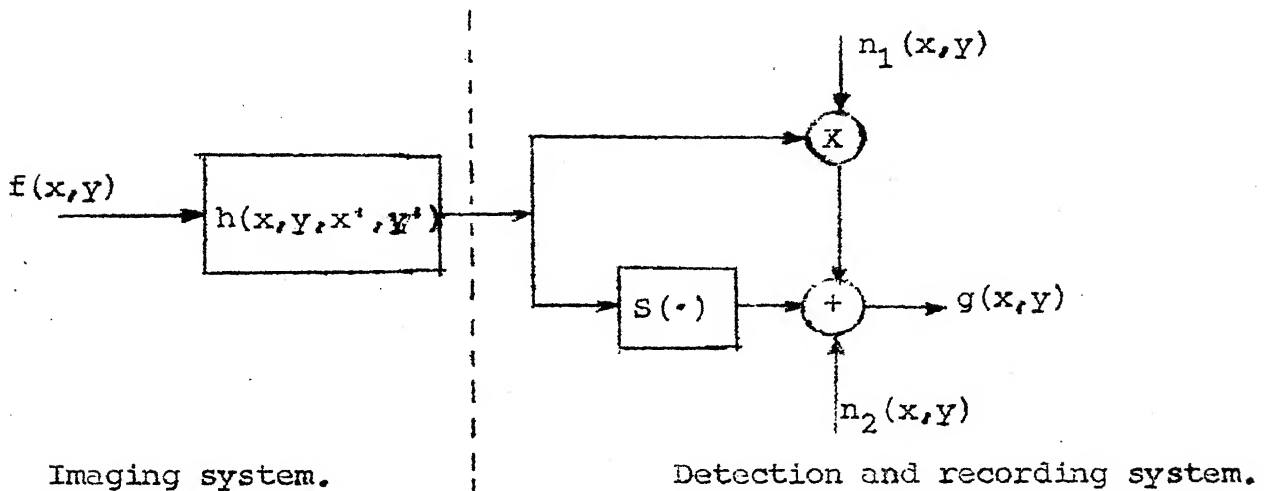 n₁(x,y)
X
f(x,y)
h(x,y,x',y')
S(·)
+
g(x,y)
n₂(x,y)
Imaging system.
Detection and recording system.